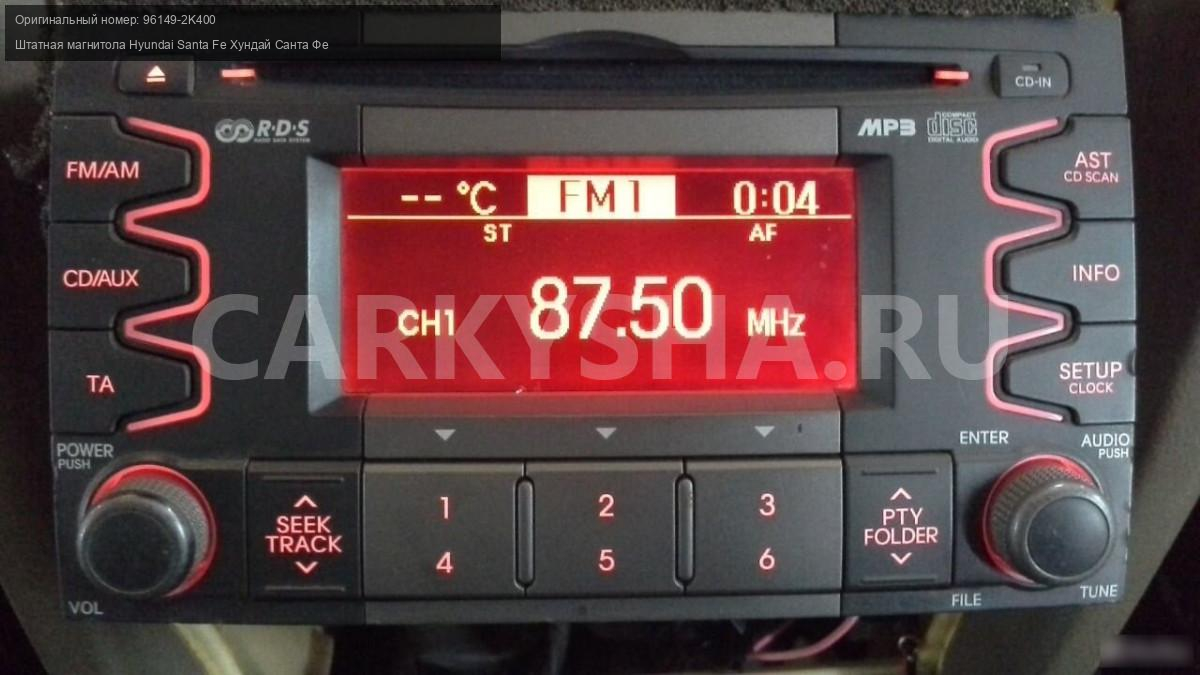 Оригинальный номер: 96149-2K400
Штатная магнитола Hyundai Santa Fe Хундай Санта Фе
CD-IN
R·D·S
RADIO DATA SYSTEM
MP3
COMPACT
disc
DIGITAL AUDIO
FM/AM
AST
CD SCAN
-- °C FM1 0:04
ST AF
CD/AUX
INFO
CH1 87.50 MHz
CARKYSHA.RU
TA
SETUP
CLOCK
POWER
PUSH
ENTER
AUDIO
PUSH
SEEK
TRACK
1 2 3
4 5 6
PTY
FOLDER
VOL
FILE
TUNE